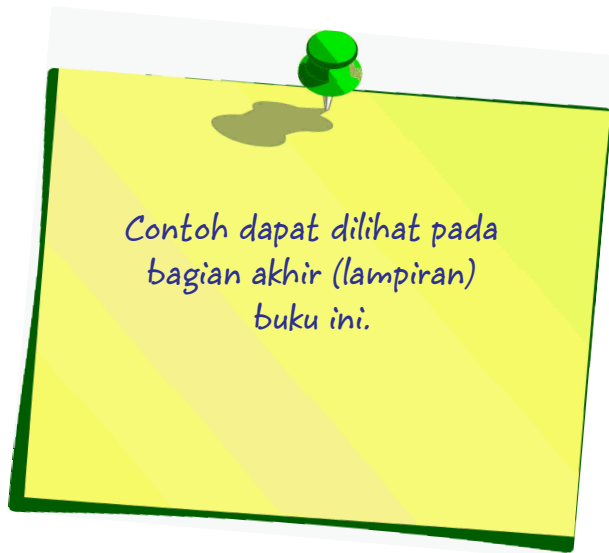 Contoh dapat dilihat pada
bagian akhir (lampiran)
buku ini.